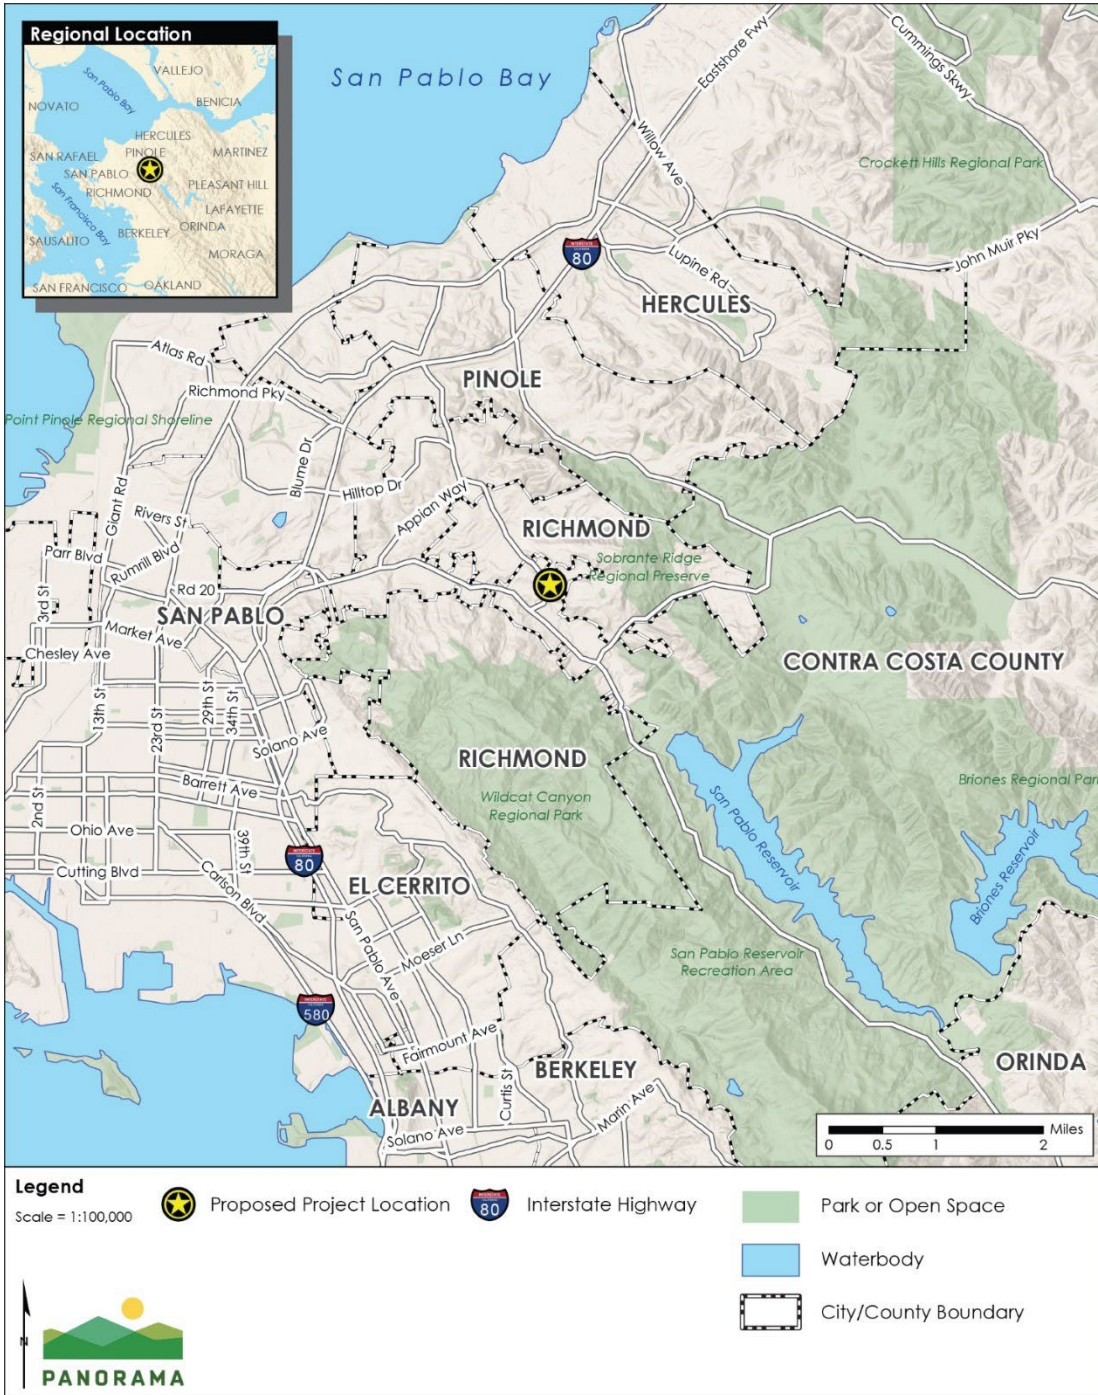 Regional Location
San Pablo Bay
VALLEJO
BENICIA
NOVATO
HERCULES
PINOLE
MARTINEZ
SAN RAFAEL
SAN PABLO
RICHMOND
PLEASANT HILL
San Francisco Bay
LAFAYETTE
ORINDA
BERKELEY
SAUSALITO
MORAGA
SAN FRANCISCO
OAKLAND
San Pablo Bay
Eastshore Fwy
Cummings Skwy
Willow Ave
Crockett Hills Regional Park
John Muir Pky
INTERSTATE
CALIFORNIA
80
Lupine Rd
HERCULES
Atlas Rd
Richmond Pky
PINOLE
Point Pinole Regional Shoreline
Blume Dr
Hilltop Dr
Giant Rd
Appian Way
Rivers St
RICHMOND
Parr Blvd
Rumrill Blvd
Sobrante Ridge
Regional Preserve
Rd 20
3rd St
SAN PABLO
Market Ave
Chesley Ave
CONTRA COSTA COUNTY
13th St
23rd St
29th St
34th St
Solano Ave
RICHMOND
Barrett Ave
Wildcat Canyon
Regional Park
San Pablo Reservoir
Briones Regional Park
2nd St
Ohio Ave
39th St
Cutting Blvd
INTERSTATE
CALIFORNIA
80
Carlson Blvd
EL CERRITO
Briones Reservoir
San Pablo Ave
Moeser Ln
San Pablo Reservoir
Recreation Area
INTERSTATE
CALIFORNIA
580
Fairmount Ave
Curtis St
BERKELEY
ORINDA
ALBANY
Marin Ave
Solano Ave
0 0.5 1 2 Miles
Legend
Scale = 1:100,000
Proposed Project Location
INTERSTATE
CALIFORNIA
80
Interstate Highway
Park or Open Space
Waterbody
City/County Boundary
N
PANORAMA